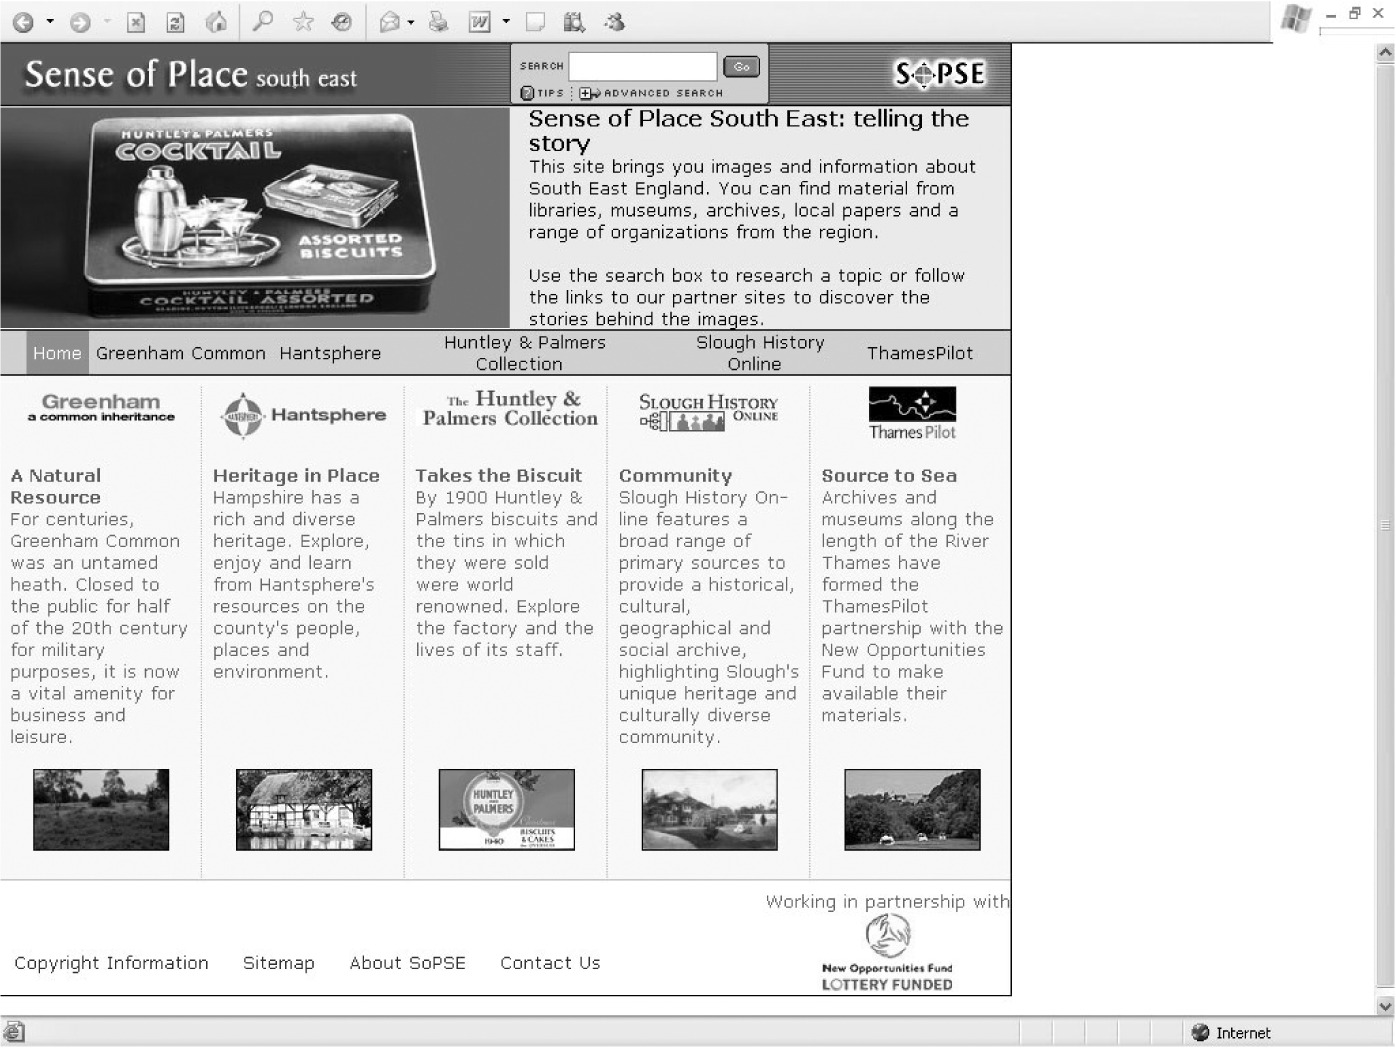 Sense of Place south east
SEARCH
Go
TIPS
ADVANCED SEARCH
SOPSE
HUNTLEY & PALMERS
COCKTAIL
ASSORTED
BISCUITS
HUNTLEY & PALMERS
COCKTAIL ASSORTED
Sense of Place South East: telling the
story
This site brings you images and information about
South East England. You can find material from
libraries, museums, archives, local papers and a
range of organizations from the region.
Use the search box to research a topic or follow
the links to our partner sites to discover the
stories behind the images.
Home
Greenham Common
Hantsphere
Huntley & Palmers
Collection
Slough History
Online
ThamesPilot
Greenham
a common inheritance
A Natural
Resource
For centuries,
Greenham Common
was an untamed
heath. Closed to
the public for half
of the 20th century
for military
purposes, it is now
a vital amenity for
business and
leisure.
HANTSPHERE
Hantsphere
Heritage in Place
Hampshire has a
rich and diverse
heritage. Explore,
enjoy and learn
from Hantsphere's
resources on the
county's people,
places and
environment.
The Huntley &
Palmers Collection
Takes the Biscuit
By 1900 Huntley &
Palmers biscuits and
the tins in which
they were sold
were world
renowned. Explore
the factory and the
lives of its staff.
HUNTLEY
AND
PALMERS
Christmas
1940
BISCUITS
& CAKES
for OVERSEAS
SLOUGH HISTORY
ONLINE
Community
Slough History On-
line features a
broad range of
primary sources to
provide a historical,
cultural,
geographical and
social archive,
highlighting Slough's
unique heritage and
culturally diverse
community.
Thames Pilot
Source to Sea
Archives and
museums along the
length of the River
Thames have
formed the
ThamesPilot
partnership with the
New Opportunities
Fund to make
available their
materials.
Working in partnership with
New Opportunities Fund
LOTTERY FUNDED
Copyright Information
Sitemap
About SoPSE
Contact Us
Internet